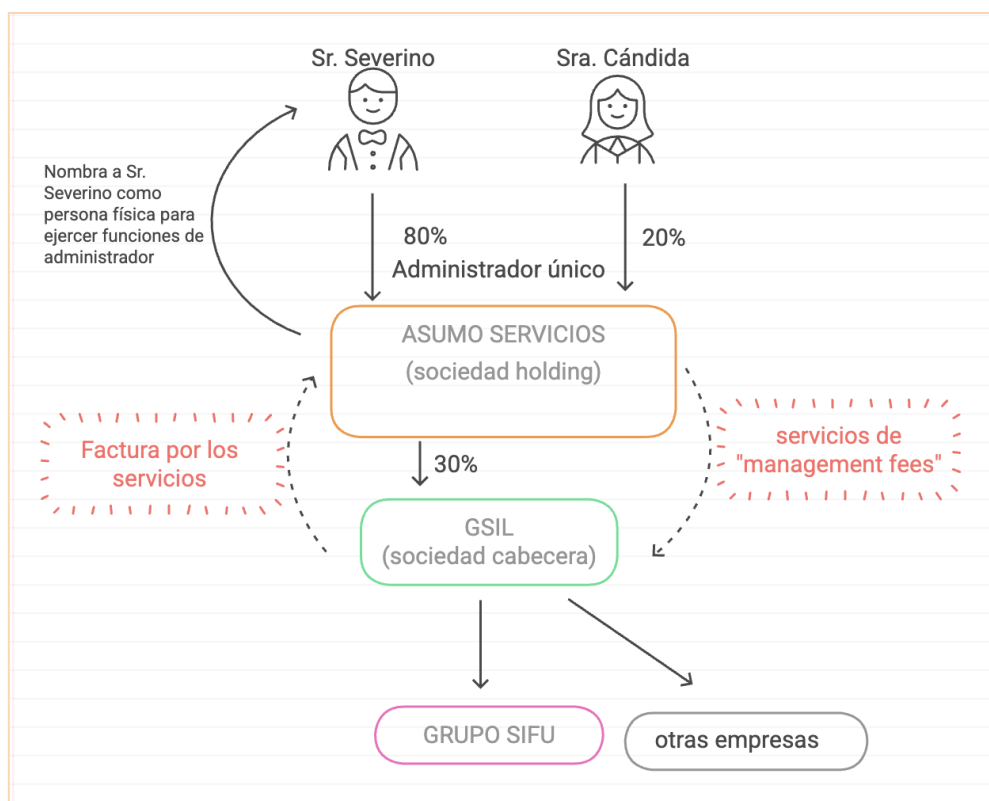 Sr. Severino
Sra. Cándida
Nombra a Sr.
Severino como
persona física para
ejercer funciones de
administrador
80%
Administrador único
20%
ASUMO SERVICIOS
(sociedad holding)
Factura por los
servicios
servicios de
"management fees"
30%
GSIL
(sociedad cabecera)
GRUPO SIFU
otras empresas